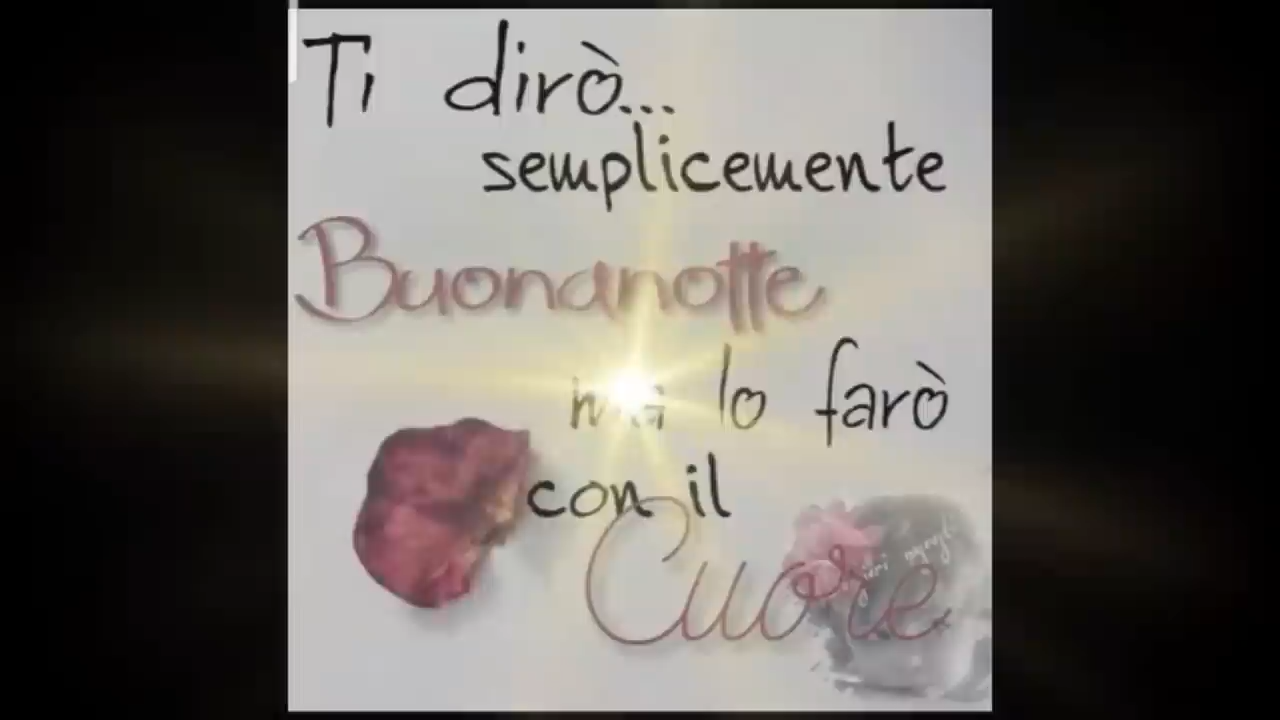 Ti dirò...
semplicemente
Buonanotte
ma lo farò
con il
Cuore